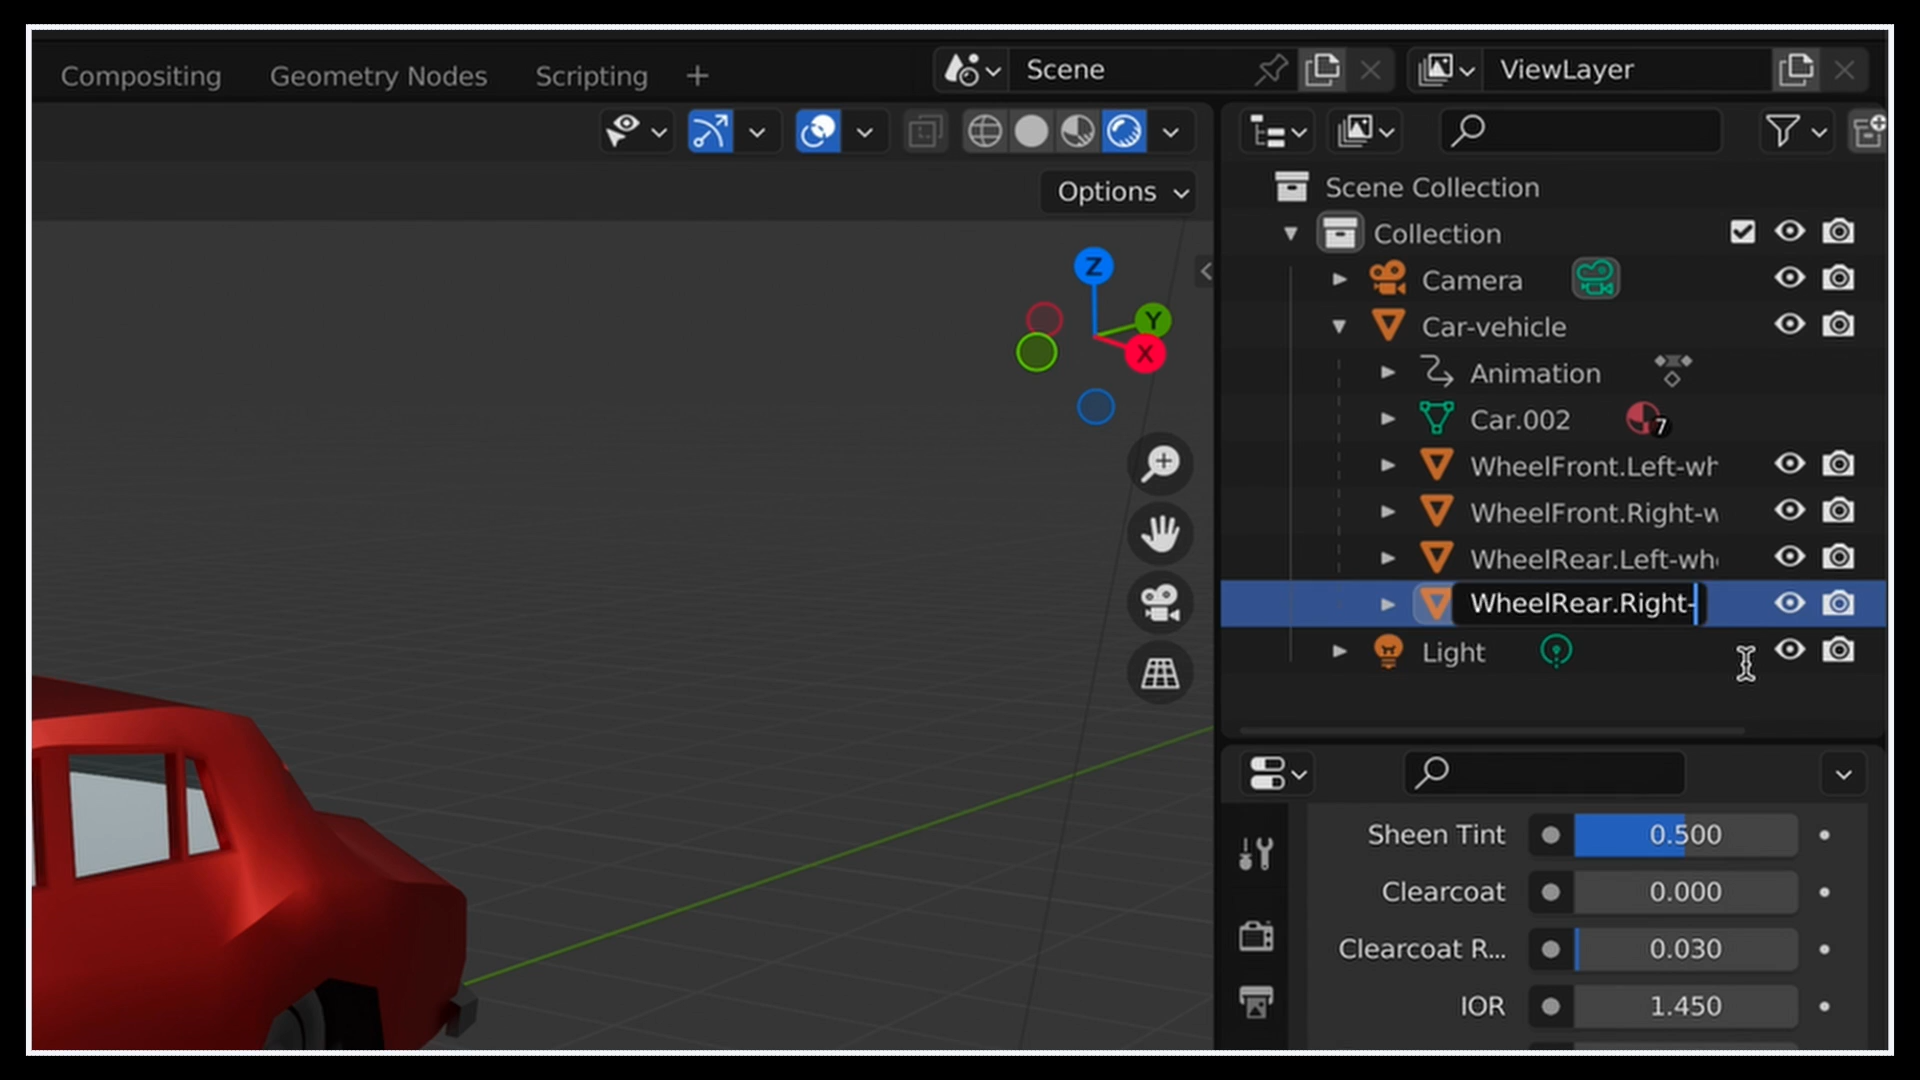 Compositing Geometry Nodes Scripting + Scene ViewLayer
Options
Scene Collection
Collection
Camera
Car-vehicle
Animation
Car.002 7
WheelFront.Left-wh
WheelFront.Right-w
WheelRear.Left-wh
WheelRear.Right-
Light
Z
Y
X
Sheen Tint 0.500
Clearcoat 0.000
Clearcoat R... 0.030
IOR 1.450